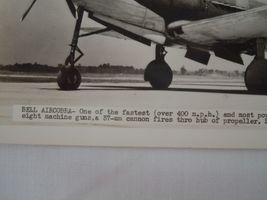 BELL AIRCOBRA- One of the fastest (over 400 m.p.h.) and most
eight machine guns.a 37-mm cannon fires thro hub of propeller.